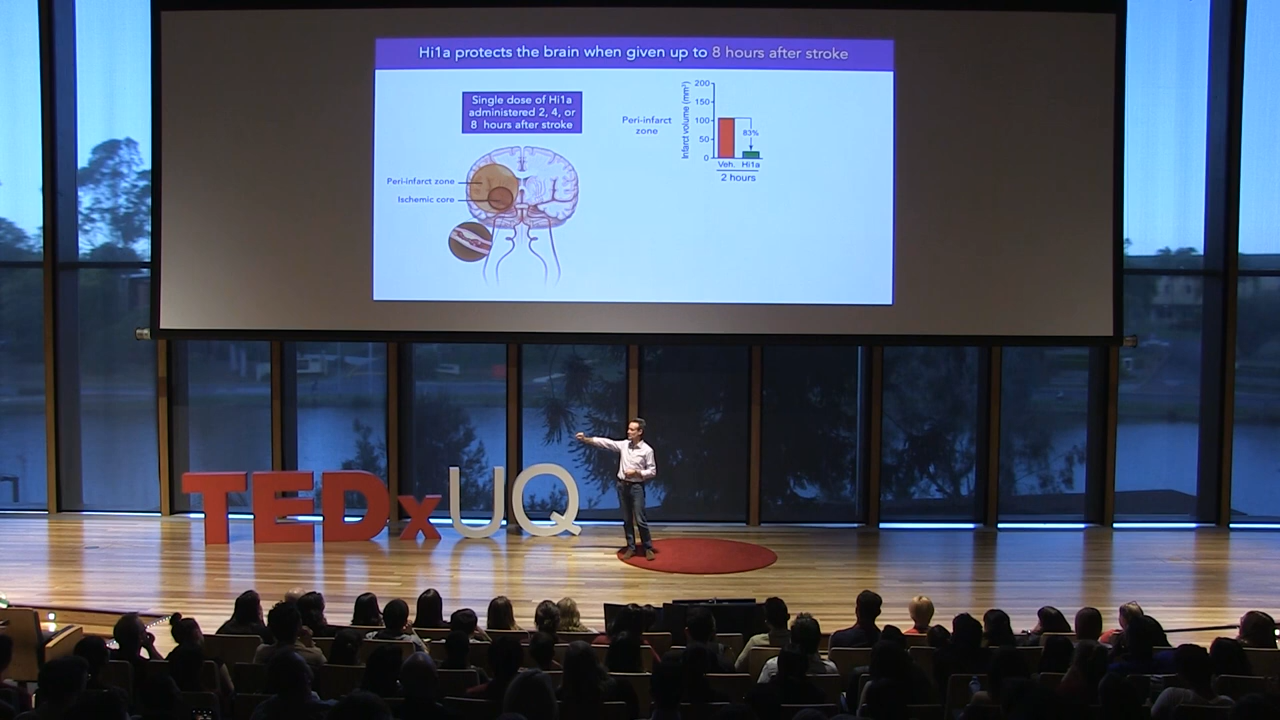 Hi1a protects the brain when given up to 8 hours after stroke
Single dose of Hi1a
administered 2, 4, or
8 hours after stroke
Peri-infarct zone
Ischemic core
Peri-infarct
zone
Infarct volume (mm³)
200
150
100
50
0
83%
Veh. Hi1a
2 hours
TEDxUQ